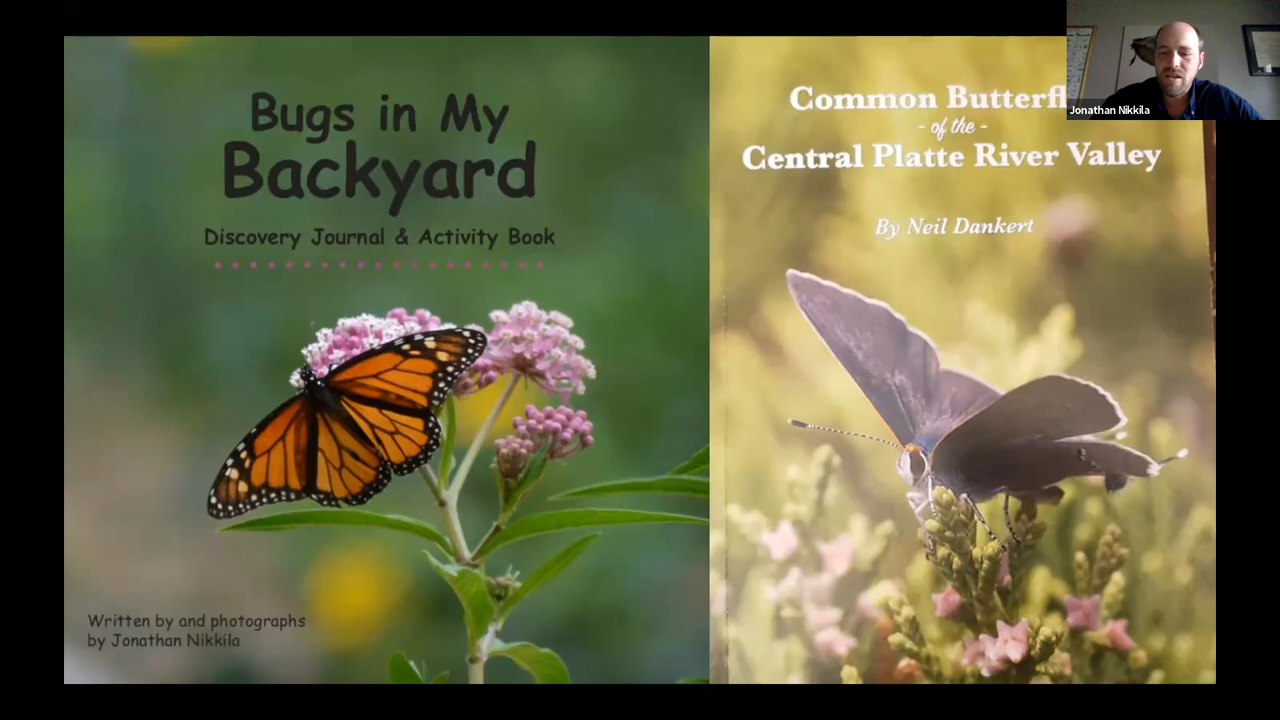 Bugs in My
Backyard
Discovery Journal & Activity Book
Written by and photographs
by Jonathan Nikkila
Common Butterfl
- of the -
Central Platte River Valley
By Neil Dankert
Jonathan Nikkila